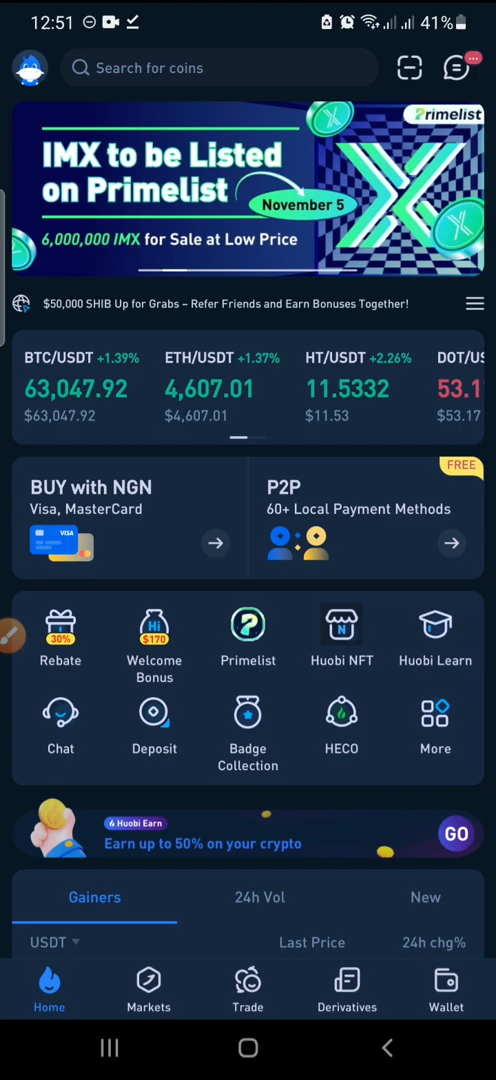 12:51
41%
Search for coins
Primelist
IMX to be Listed
on Primelist
November 5
6,000,000 IMX for Sale at Low Price
$50,000 SHIB Up for Grabs – Refer Friends and Earn Bonuses Together!
BTC/USDT +1.39% ETH/USDT +1.37% HT/USDT +2.26% DOT/US
63,047.92 4,607.01 11.5332 53.1
$63,047.92 $4,607.01 $11.53 $53.17
FREE
BUY with NGN P2P
Visa, MasterCard 60+ Local Payment Methods
VISA
30% Hi $170 N
Rebate Welcome Bonus Primelist Huobi NFT Huobi Learn
Chat Deposit Badge Collection HECO More
Huobi Earn
Earn up to 50% on your crypto
GO
Gainers 24h Vol New
USDT Last Price 24h chg%
Home Markets Trade Derivatives Wallet